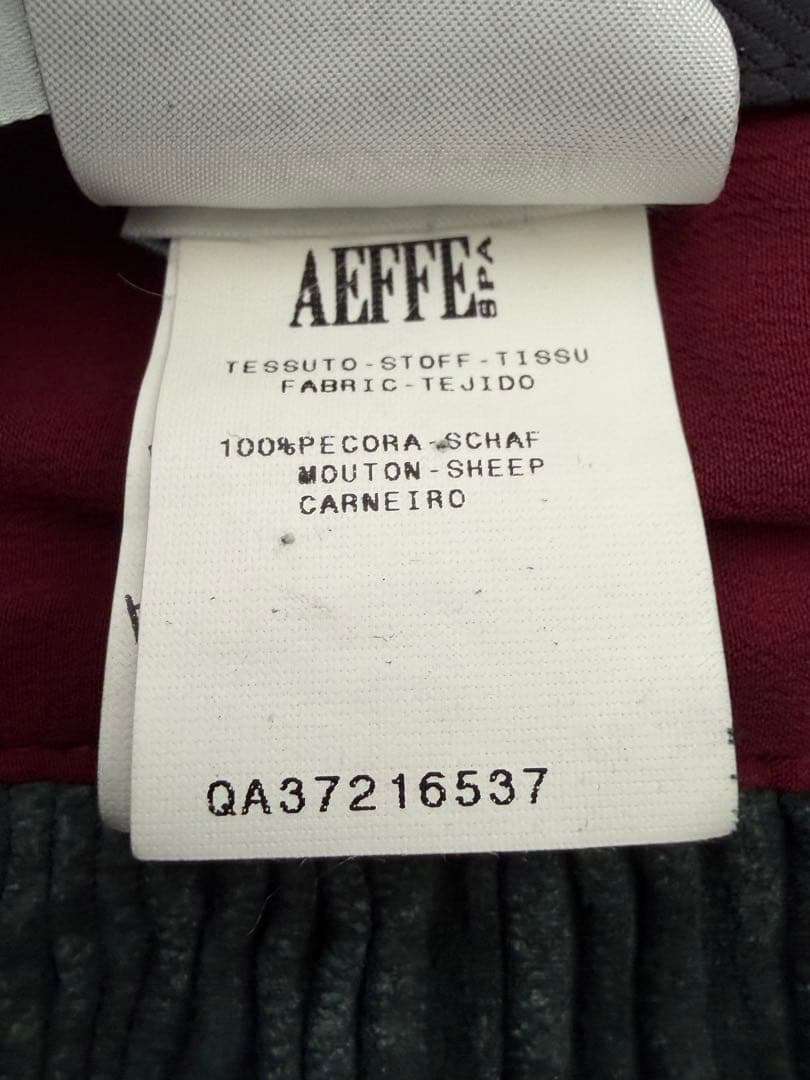 AEFFE SPA
TESSUTO-STOFF-TISSU
FABRIC-TEJIDO
100%PECORA-SCHAF
MOUTON-SHEEP
CARNEIRO
QA37216537